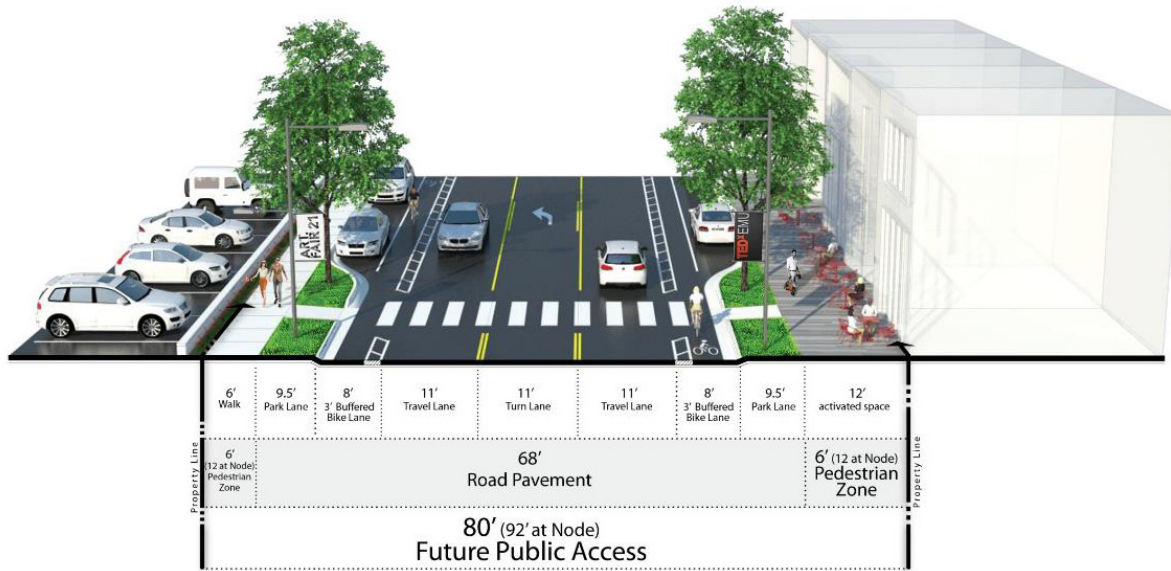 ART
FAIR 21
TEDxEMU
6'
Walk
9.5'
Park Lane
8'
3' Buffered
Bike Lane
11'
Travel Lane
11'
Turn Lane
11'
Travel Lane
8'
3' Buffered
Bike Lane
9.5'
Park Lane
12'
activated space
Property Line
6'
(12 at Node)
Pedestrian
Zone
68'
Road Pavement
6' (12 at Node)
Pedestrian
Zone
Property Line
80' (92' at Node)
Future Public Access